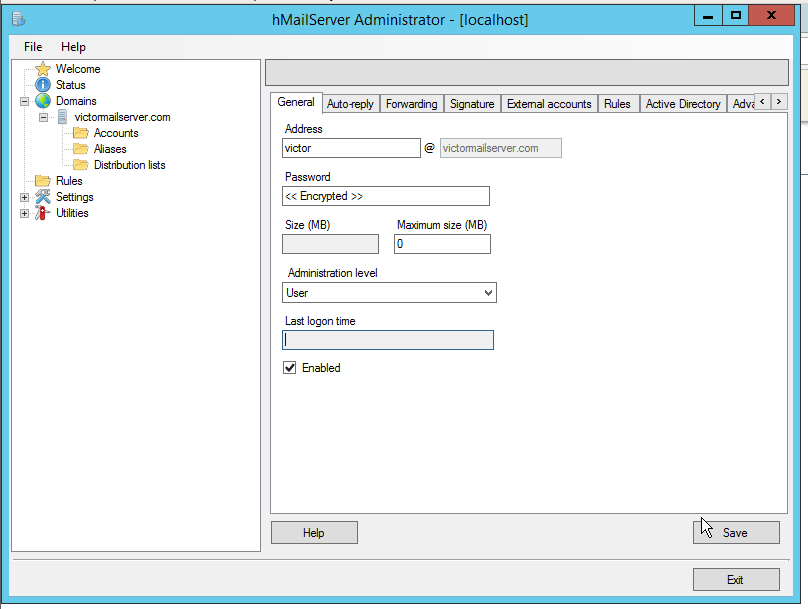 hMailServer Administrator - [localhost]
File Help
Welcome
Status
Domains
victormailserver.com
Accounts
Aliases
Distribution lists
Rules
Settings
Utilities
General Auto-reply Forwarding Signature External accounts Rules Active Directory Adva
Address
victor @ victormailserver.com
Password
<< Encrypted >>
Size (MB) Maximum size (MB)
0
Administration level
User
Last logon time
Enabled
Help Save
Exit